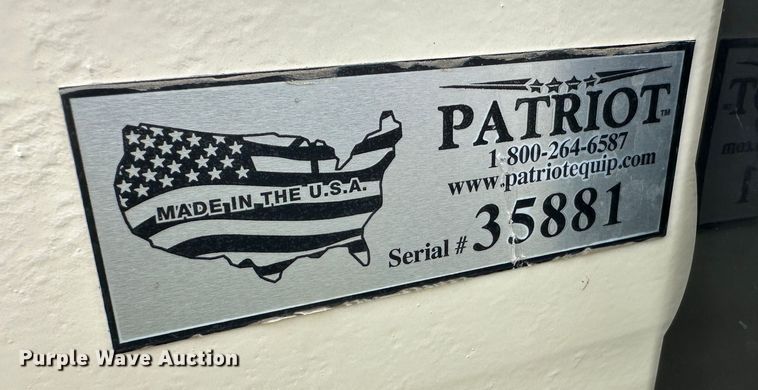 PATRIOT™
1-800-264-6587
www.patriotequip.com
MADE IN THE U.S.A.
Serial # 35881
Purple Wave Auction